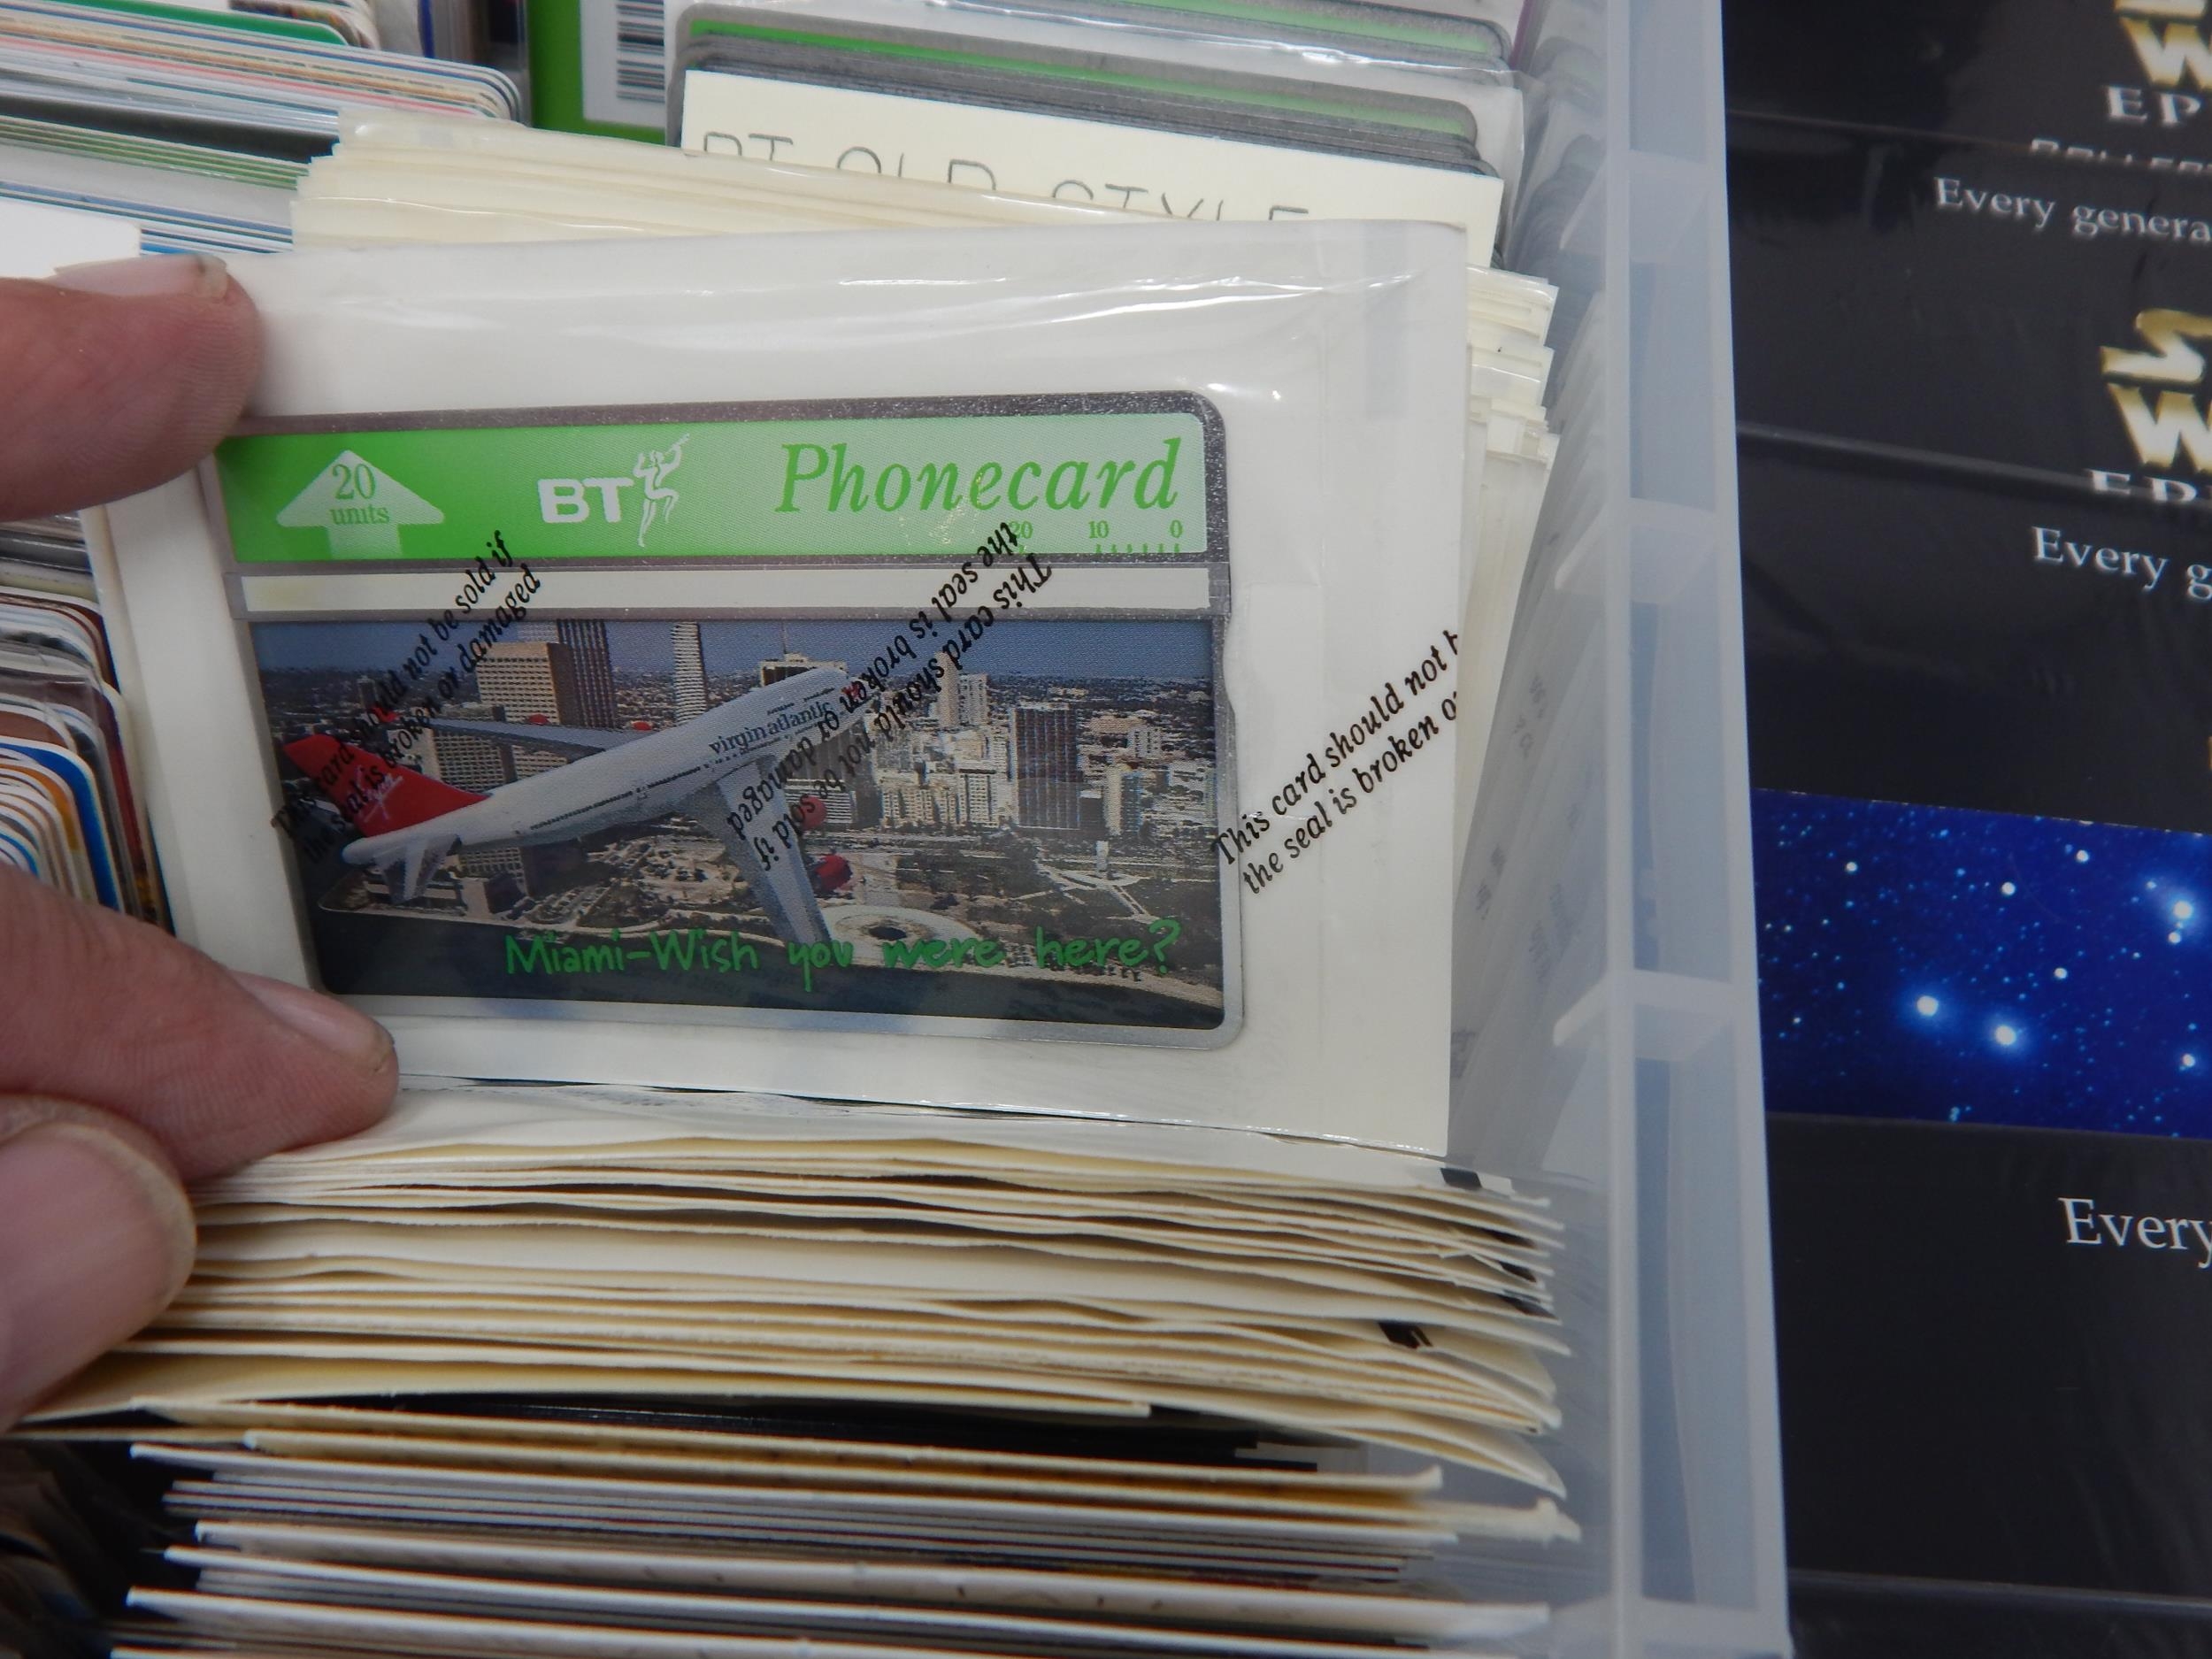 BT OLD STYLE
20
units
BT
Phonecard
20 10 0
This card should not be sold if
the seal is broken or damaged
This card should not be sold if
the seal is broken or damaged
This card should not b
the seal is broken o
virgin atlantic
Miami-Wish you were here?
W
EP
Every genera
W
EP
Every g
Every